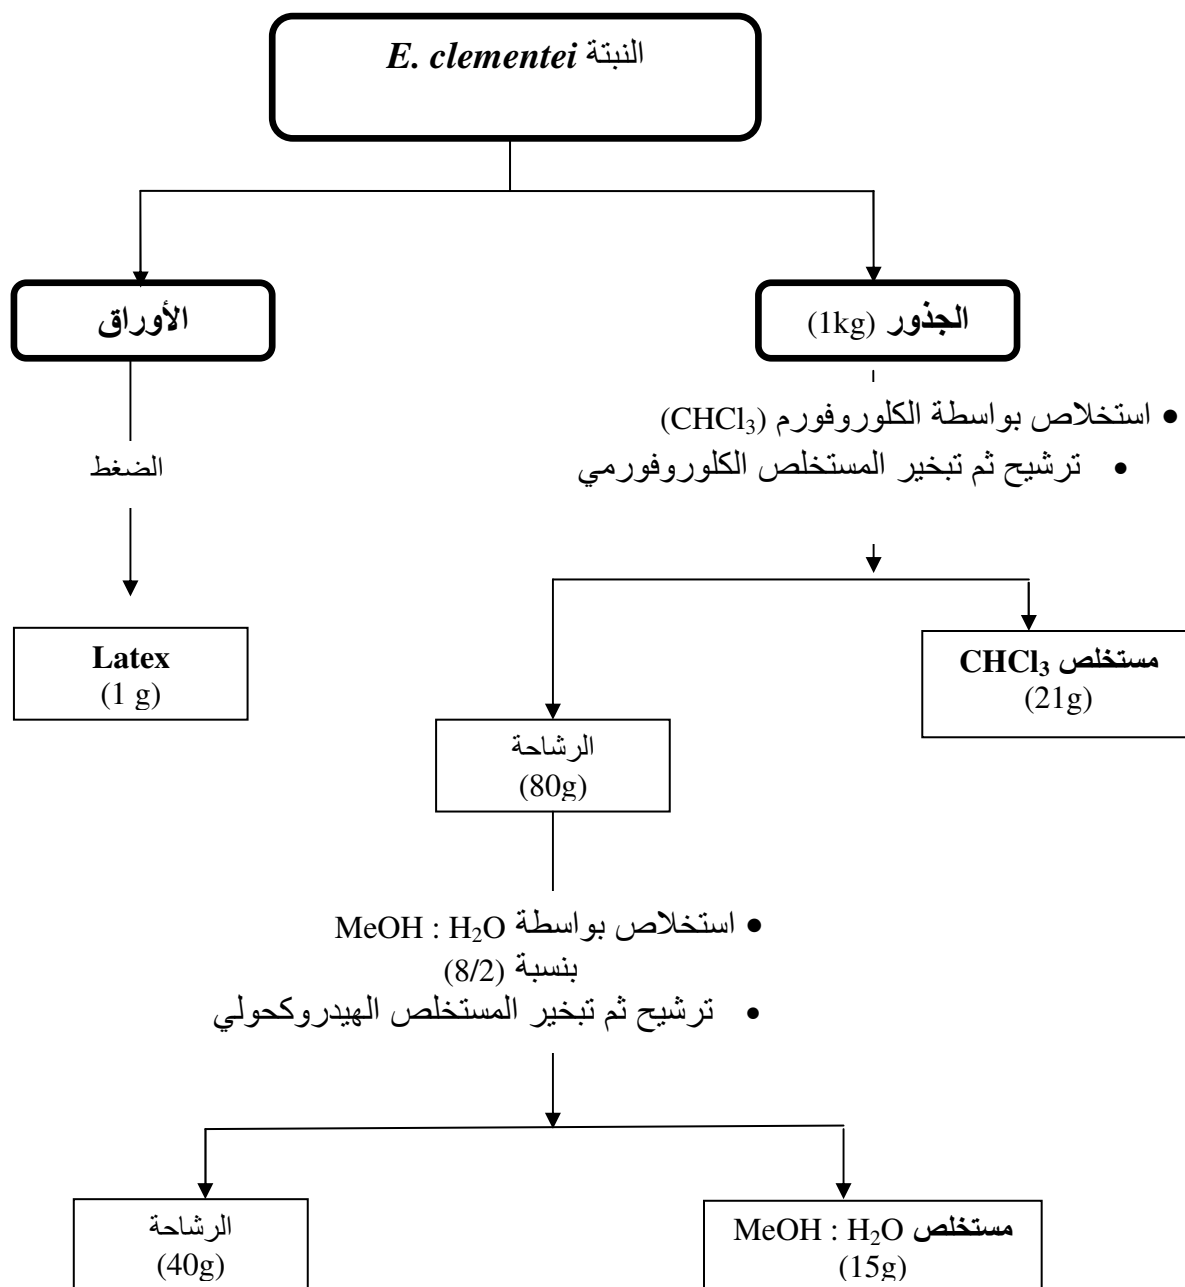 النبتة E. clementei
الأوراق
الجذور (1kg)
• استخلاص بواسطة الكلوروفورم (CHCl₃)
• ترشيح ثم تبخير المستخلص الكلوروفورمي
الضغط
Latex
(1 g)
مستخلص CHCl₃
(21g)
الرشاحة
(80g)
• استخلاص بواسطة MeOH : H₂O
بنسبة (8/2)
• ترشيح ثم تبخير المستخلص الهيدروكحولي
الرشاحة
(40g)
مستخلص MeOH : H₂O
(15g)